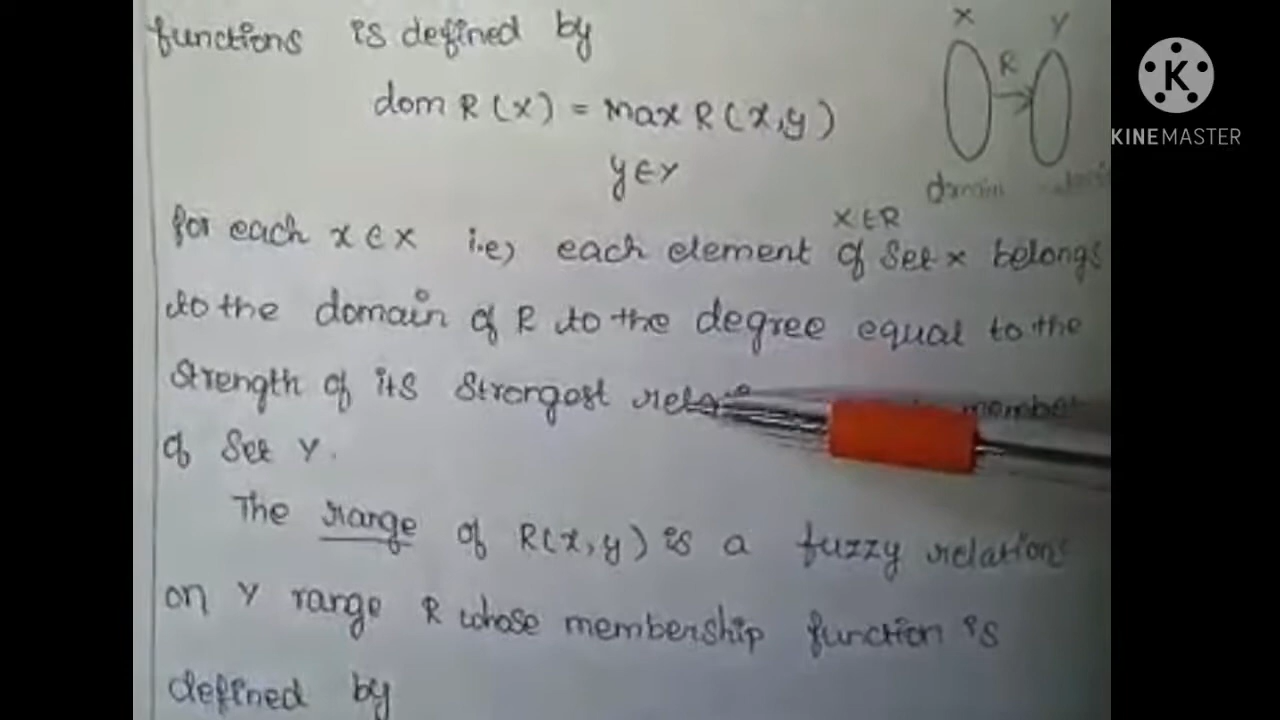 functions is defined by
dom R(x) = max R(x,y)
y∈Y
X
Y
R
domain
for each x ∈ X i.e, each element of set x belongs
X∈R
to the domain of R to the degree equal to the
strength of its strongest member
of set Y.
The range of R(x,y) is a fuzzy relation
on Y range R whose membership function is
defined by
K
KINEMASTER